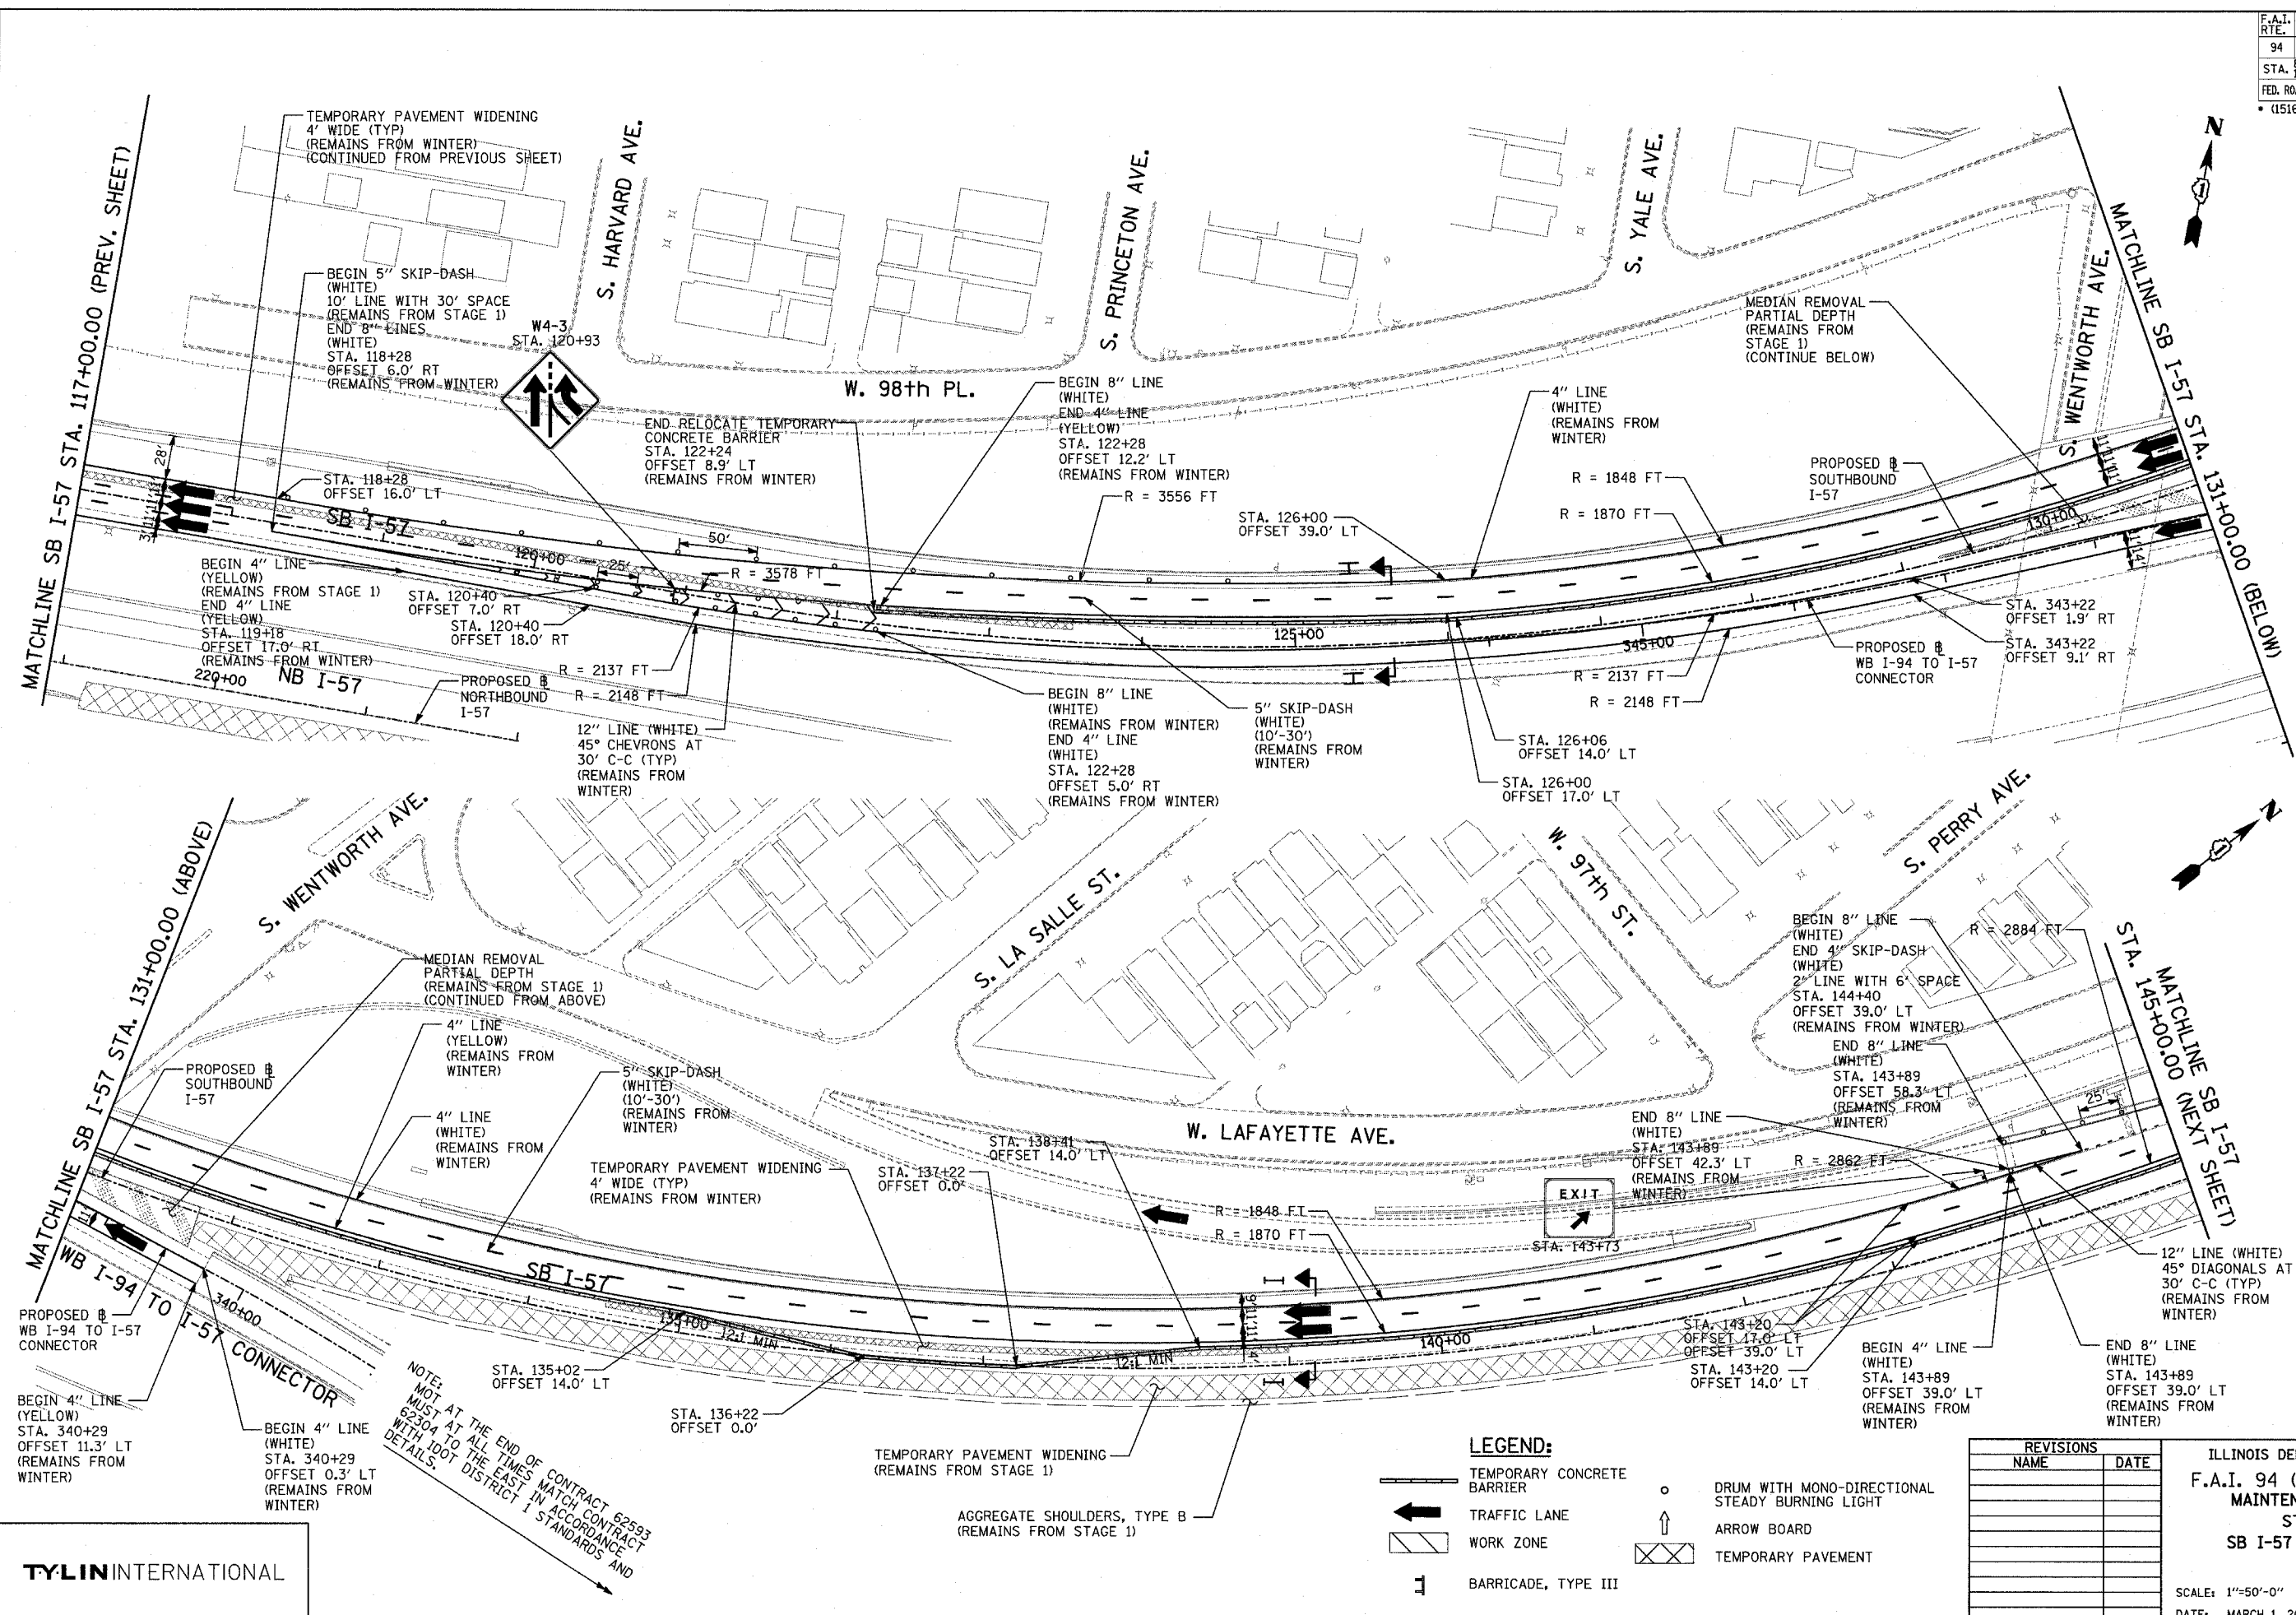 F.A.I.
RTE.
94
STA.
FED. RO
* (1516
N
MATCHLINE SB I-57 STA. 117+00.00 (PREV. SHEET)
TEMPORARY PAVEMENT WIDENING
4' WIDE (TYP)
(REMAINS FROM WINTER)
(CONTINUED FROM PREVIOUS SHEET)
S. HARVARD AVE.
S. PRINCETON AVE.
S. YALE AVE.
S. WENTWORTH AVE.
MATCHLINE SB I-57 STA. 131+00.00 (BELOW)
BEGIN 5" SKIP-DASH
(WHITE)
10' LINE WITH 30' SPACE
(REMAINS FROM STAGE 1)
END 8" LINES
(WHITE)
STA. 118+28
OFFSET 6.0' RT
(REMAINS FROM WINTER)
W4-3
STA. 120+93
W. 98th PL.
END RELOCATE TEMPORARY
CONCRETE BARRIER
STA. 122+24
OFFSET 8.9' LT
(REMAINS FROM WINTER)
BEGIN 8" LINE
(WHITE)
END 4" LINE
(YELLOW)
STA. 122+28
OFFSET 12.2' LT
(REMAINS FROM WINTER)
R = 3556 FT
4" LINE
(WHITE)
(REMAINS FROM
WINTER)
MEDIAN REMOVAL
PARTIAL DEPTH
(REMAINS FROM
STAGE 1)
(CONTINUE BELOW)
R = 1848 FT
R = 1870 FT
PROPOSED ℄
SOUTHBOUND
I-57
28'
11'
11'
11'
3'
STA. 118+28
OFFSET 16.0' LT
SB I-57
120+00
25'
50'
R = 3578 FT
STA. 126+00
OFFSET 39.0' LT
125+00
130+00
345+00
11'
11'
11'
11'
14'
BEGIN 4" LINE
(YELLOW)
(REMAINS FROM STAGE 1)
END 4" LINE
(YELLOW)
STA. 119+18
OFFSET 17.0' RT
(REMAINS FROM WINTER)
STA. 120+40
OFFSET 7.0' RT
STA. 120+40
OFFSET 18.0' RT
220+00
NB I-57
PROPOSED ℄
NORTHBOUND
I-57
R = 2137 FT
R = 2148 FT
12" LINE (WHITE)
45° CHEVRONS AT
30' C-C (TYP)
(REMAINS FROM
WINTER)
BEGIN 8" LINE
(WHITE)
(REMAINS FROM WINTER)
END 4" LINE
(WHITE)
STA. 122+28
OFFSET 5.0' RT
(REMAINS FROM WINTER)
5" SKIP-DASH
(WHITE)
(10'-30')
(REMAINS FROM
WINTER)
STA. 126+06
OFFSET 14.0' LT
STA. 126+00
OFFSET 17.0' LT
R = 2137 FT
R = 2148 FT
PROPOSED ℄
WB I-94 TO I-57
CONNECTOR
STA. 343+22
OFFSET 1.9' RT
STA. 343+22
OFFSET 9.1' RT
MATCHLINE SB I-57 STA. 131+00.00 (ABOVE)
S. WENTWORTH AVE.
S. LA SALLE ST.
W. 97th ST.
S. PERRY AVE.
N
MATCHLINE SB I-57
STA. 145+00.00 (NEXT SHEET)
MEDIAN REMOVAL
PARTIAL DEPTH
(REMAINS FROM STAGE 1)
(CONTINUED FROM ABOVE)
4" LINE
(YELLOW)
(REMAINS FROM
WINTER)
4" LINE
(WHITE)
(REMAINS FROM
WINTER)
5" SKIP-DASH
(WHITE)
(10'-30')
(REMAINS FROM
WINTER)
PROPOSED ℄
SOUTHBOUND
I-57
TEMPORARY PAVEMENT WIDENING
4' WIDE (TYP)
(REMAINS FROM WINTER)
STA. 137+22
OFFSET 0.0'
STA. 138+41
OFFSET 14.0' LT
W. LAFAYETTE AVE.
R = 1848 FT
R = 1870 FT
EXIT
STA. 143+73
BEGIN 8" LINE
(WHITE)
END 4" SKIP-DASH
(WHITE)
2' LINE WITH 6' SPACE
STA. 144+40
OFFSET 39.0' LT
(REMAINS FROM WINTER)
R = 2884 FT
END 8" LINE
(WHITE)
STA. 143+89
OFFSET 58.3' LT
(REMAINS FROM
WINTER)
END 8" LINE
(WHITE)
STA. 143+89
OFFSET 42.3' LT
(REMAINS FROM
WINTER)
R = 2862 FT
25'
12" LINE (WHITE)
45° DIAGONALS AT
30' C-C (TYP)
(REMAINS FROM
WINTER)
11'
WB I-94 TO I-57 CONNECTOR
340+00
PROPOSED ℄
WB I-94 TO I-57
CONNECTOR
SB I-57
135+00
12:1 MIN
12:1 MIN
9'
11'
11'
4'
140+00
STA. 135+02
OFFSET 14.0' LT
STA. 136+22
OFFSET 0.0'
STA. 143+20
OFFSET 17.0' LT
OFFSET 39.0' LT
STA. 143+20
OFFSET 14.0' LT
BEGIN 4" LINE
(WHITE)
STA. 143+89
OFFSET 39.0' LT
(REMAINS FROM
WINTER)
END 8" LINE
(WHITE)
STA. 143+89
OFFSET 39.0' LT
(REMAINS FROM
WINTER)
BEGIN 4" LINE
(YELLOW)
STA. 340+29
OFFSET 11.3' LT
(REMAINS FROM
WINTER)
BEGIN 4" LINE
(WHITE)
STA. 340+29
OFFSET 0.3' LT
(REMAINS FROM
WINTER)
NOTE:
MOT AT THE END OF CONTRACT 62593
MUST AT ALL TIMES MATCH CONTRACT
62304 TO THE EAST IN ACCORDANCE
WITH IDOT DISTRICT 1 STANDARDS AND
DETAILS.
TEMPORARY PAVEMENT WIDENING
(REMAINS FROM STAGE 1)
AGGREGATE SHOULDERS, TYPE B
(REMAINS FROM STAGE 1)
LEGEND:
TEMPORARY CONCRETE
BARRIER
TRAFFIC LANE
WORK ZONE
BARRICADE, TYPE III
DRUM WITH MONO-DIRECTIONAL
STEADY BURNING LIGHT
ARROW BOARD
TEMPORARY PAVEMENT
REVISIONS
NAME DATE
ILLINOIS DE
F.A.I. 94 (
MAINTEN
ST
SB I-57
SCALE: 1"=50'-0"
DATE: MARCH 1, 20
TYLIN INTERNATIONAL